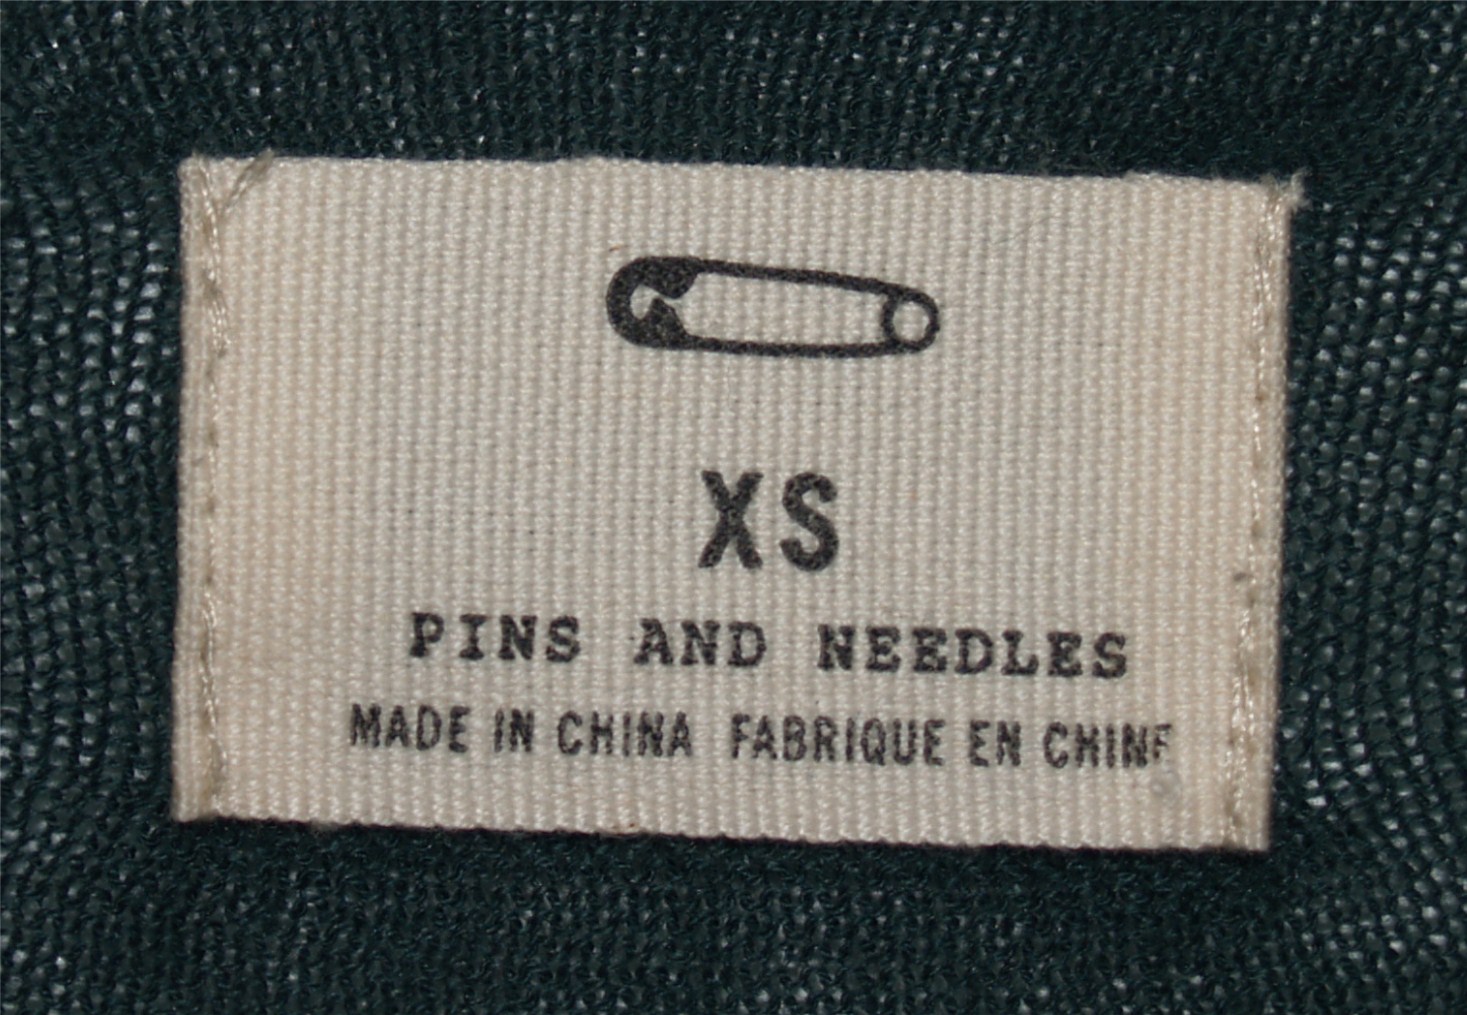 XS
PINS AND NEEDLES
MADE IN CHINA FABRIQUE EN CHINE